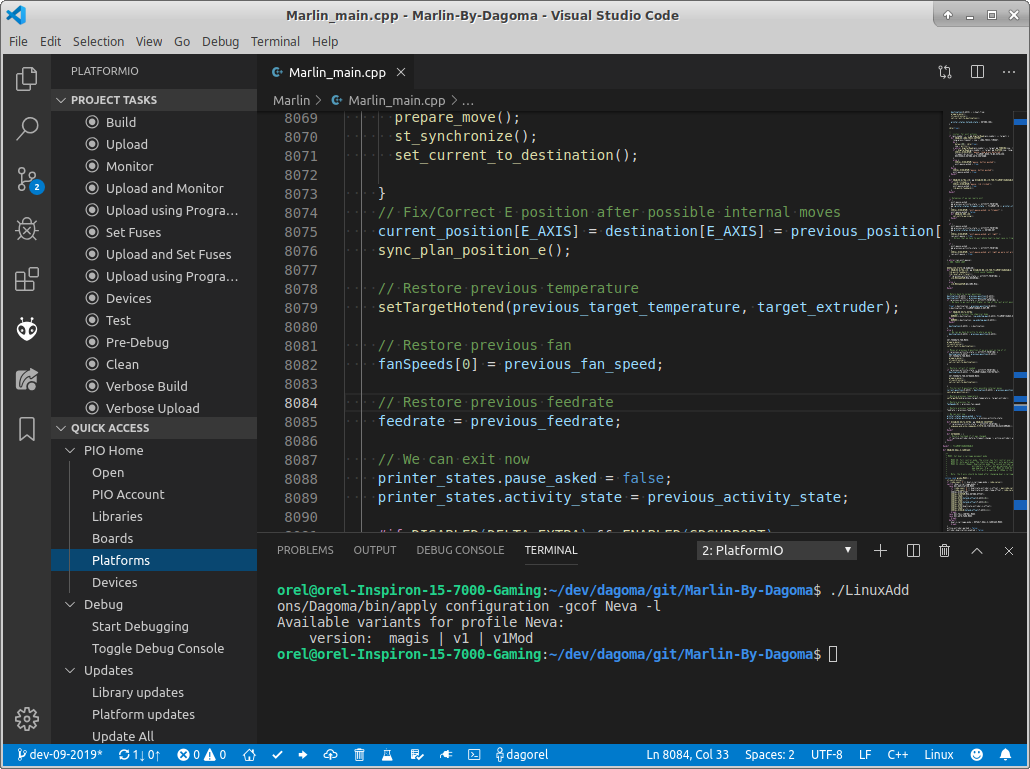 Marlin_main.cpp - Marlin-By-Dagoma - Visual Studio Code
File Edit Selection View Go Debug Terminal Help
PLATFORMIO
PROJECT TASKS
Build
Upload
Monitor
Upload and Monitor
Upload using Progra...
Set Fuses
Upload and Set Fuses
Upload using Progra...
Devices
Test
Pre-Debug
Clean
Verbose Build
Verbose Upload
QUICK ACCESS
PIO Home
Open
PIO Account
Libraries
Boards
Platforms
Devices
Debug
Start Debugging
Toggle Debug Console
Updates
Library updates
Platform updates
Update All
2
Marlin_main.cpp
Marlin > Marlin_main.cpp > ...
8069 prepare_move();
8070 st_synchronize();
8071 set_current_to_destination();
8072
8073 }
8074 // Fix/Correct E position after possible internal moves
8075 current_position[E_AXIS] = destination[E_AXIS] = previous_position[
8076 sync_plan_position_e();
8077
8078 // Restore previous temperature
8079 setTargetHotend(previous_target_temperature, target_extruder);
8080
8081 // Restore previous fan
8082 fanSpeeds[0] = previous_fan_speed;
8083
8084 // Restore previous feedrate
8085 feedrate = previous_feedrate;
8086
8087 // We can exit now
8088 printer_states.pause_asked = false;
8089 printer_states.activity_state = previous_activity_state;
8090
PROBLEMS OUTPUT DEBUG CONSOLE TERMINAL 2: PlatformIO
orel@orel-Inspiron-15-7000-Gaming:~/dev/dagoma/git/Marlin-By-Dagoma$ ./LinuxAdd
ons/Dagoma/bin/apply configuration -gcof Neva -l
Available variants for profile Neva:
version: magis | v1 | v1Mod
orel@orel-Inspiron-15-7000-Gaming:~/dev/dagoma/git/Marlin-By-Dagoma$
dev-09-2019* 1↓ 0↑ 0 0 dagorel Ln 8084, Col 33 Spaces: 2 UTF-8 LF C++ Linux